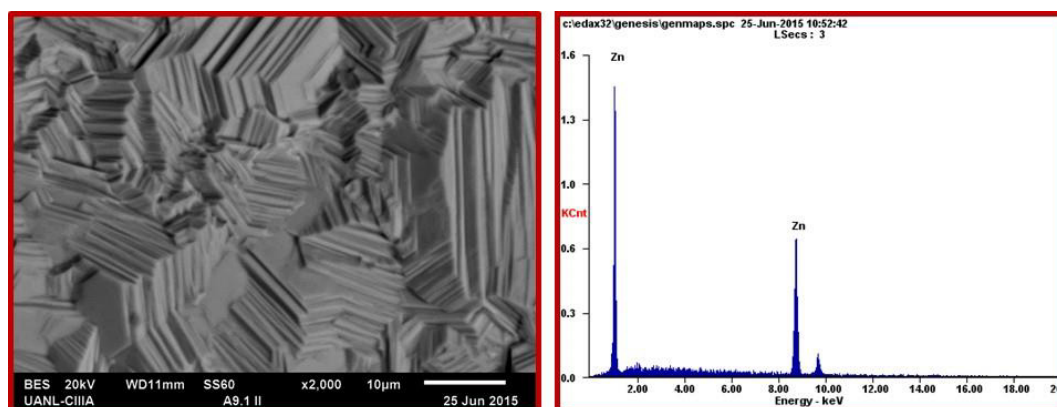 BES 20kV WD11mm SS60 x2,000 10µm
UANL-CIIIA A9.1 II 25 Jun 2015
c:\edax32\genesis\genmaps.spc 25-Jun-2015 10:52:42
LSecs : 3
1.6
Zn
1.3
1.0
KCnt
Zn
0.6
0.3
0.0
2.00 4.00 6.00 8.00 10.00 12.00 14.00 16.00 18.00 20
Energy - keV